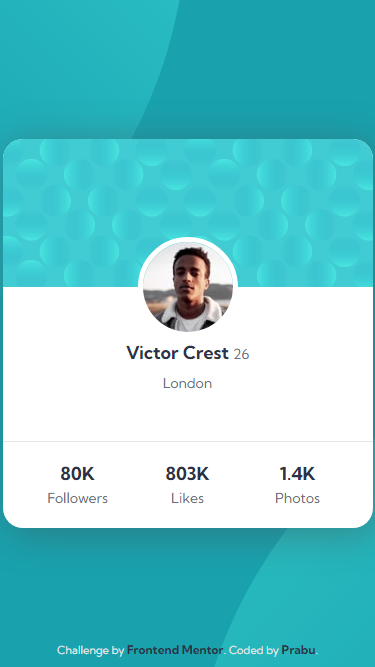 Victor Crest 26
London
80K 803K 1.4K
Followers Likes Photos
Challenge by Frontend Mentor. Coded by Prabu.